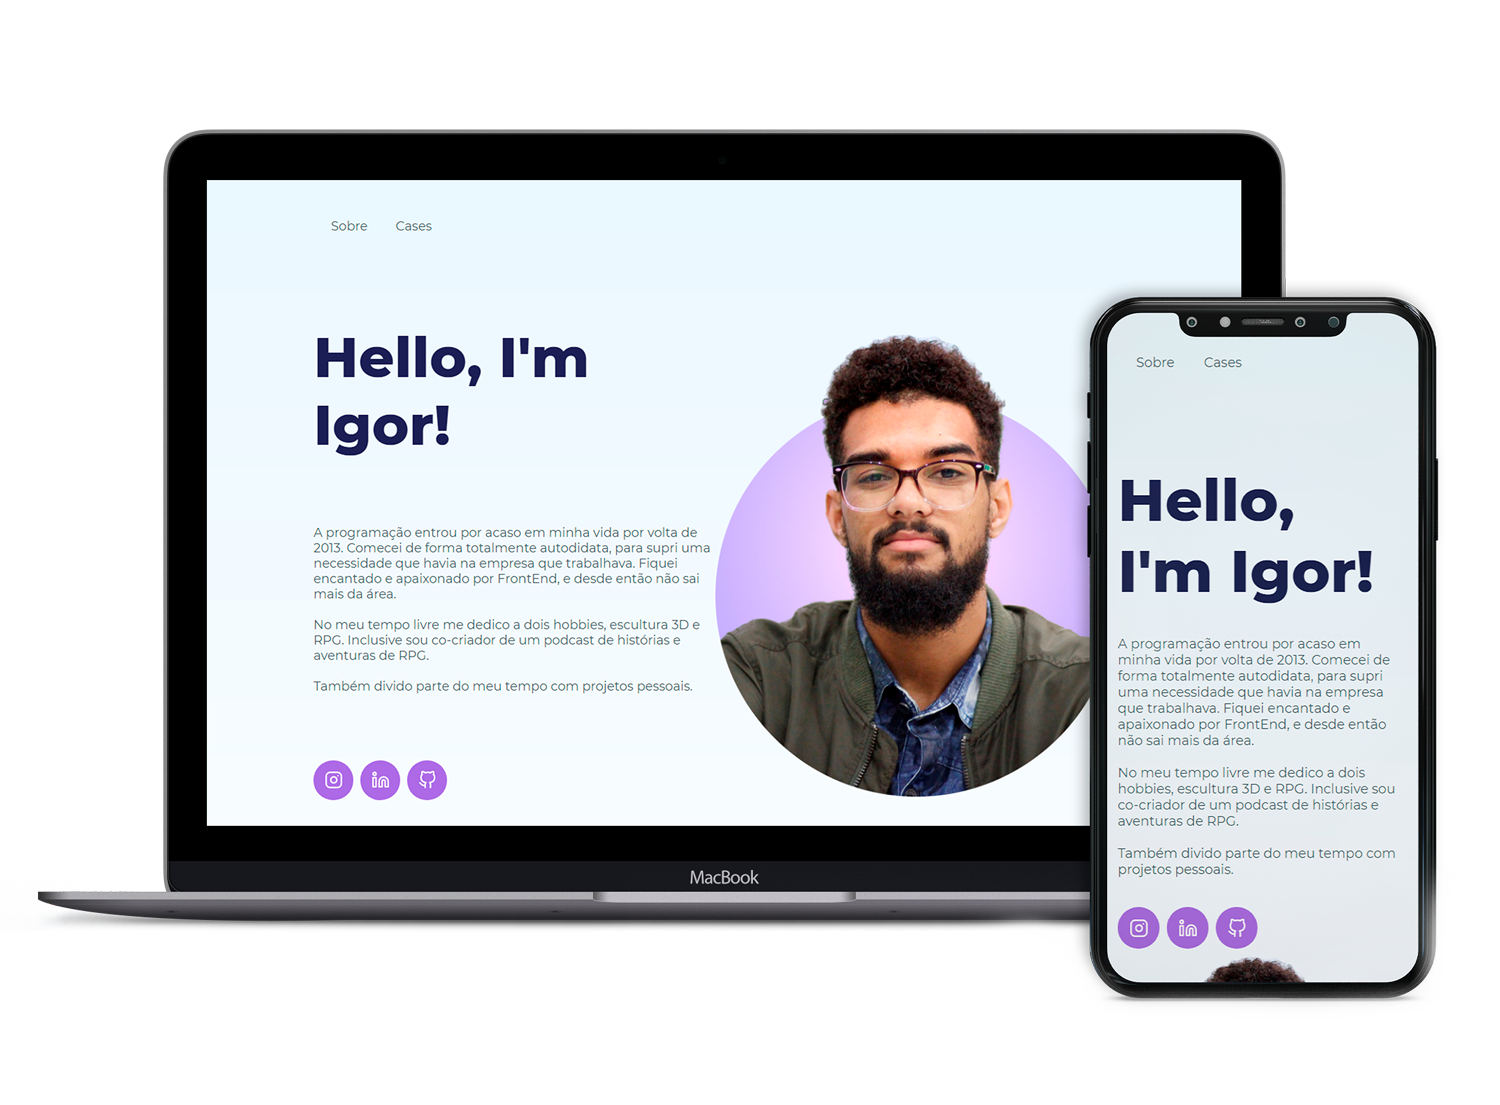 Sobre Cases
Hello, I'm
Igor!
A programação entrou por acaso em minha vida por volta de
2013. Comecei de forma totalmente autodidata, para supri uma
necessidade que havia na empresa que trabalhava. Fiquei
encantado e apaixonado por FrontEnd, e desde então não sai
mais da área.
No meu tempo livre me dedico a dois hobbies, escultura 3D e
RPG. Inclusive sou co-criador de um podcast de histórias e
aventuras de RPG.
Também divido parte do meu tempo com projetos pessoais.
in
MacBook
Sobre Cases
Hello,
I'm Igor!
A programação entrou por acaso em
minha vida por volta de 2013. Comecei de
forma totalmente autodidata, para supri
uma necessidade que havia na empresa
que trabalhava. Fiquei encantado e
apaixonado por FrontEnd, e desde então
não sai mais da área.
No meu tempo livre me dedico a dois
hobbies, escultura 3D e RPG. Inclusive sou
co-criador de um podcast de histórias e
aventuras de RPG.
Também divido parte do meu tempo com
projetos pessoais.
in